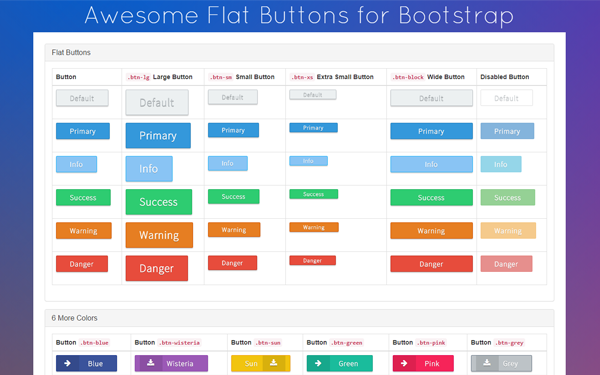 Awesome Flat Buttons for Bootstrap
Flat Buttons
Button .btn-lg Large Button .btn-sm Small Button .btn-xs Extra Small Button .btn-block Wide Button Disabled Button
Default Default Default Default Default Default
Primary Primary Primary Primary Primary Primary
Info Info Info Info Info Info
Success Success Success Success Success Success
Warning Warning Warning Warning Warning Warning
Danger Danger Danger Danger Danger Danger
6 More Colors
Button .btn-blue Button .btn-wisteria Button .btn-sun Button .btn-green Button .btn-pink Button .btn-grey
Blue Wisteria Sun Green Pink Grey